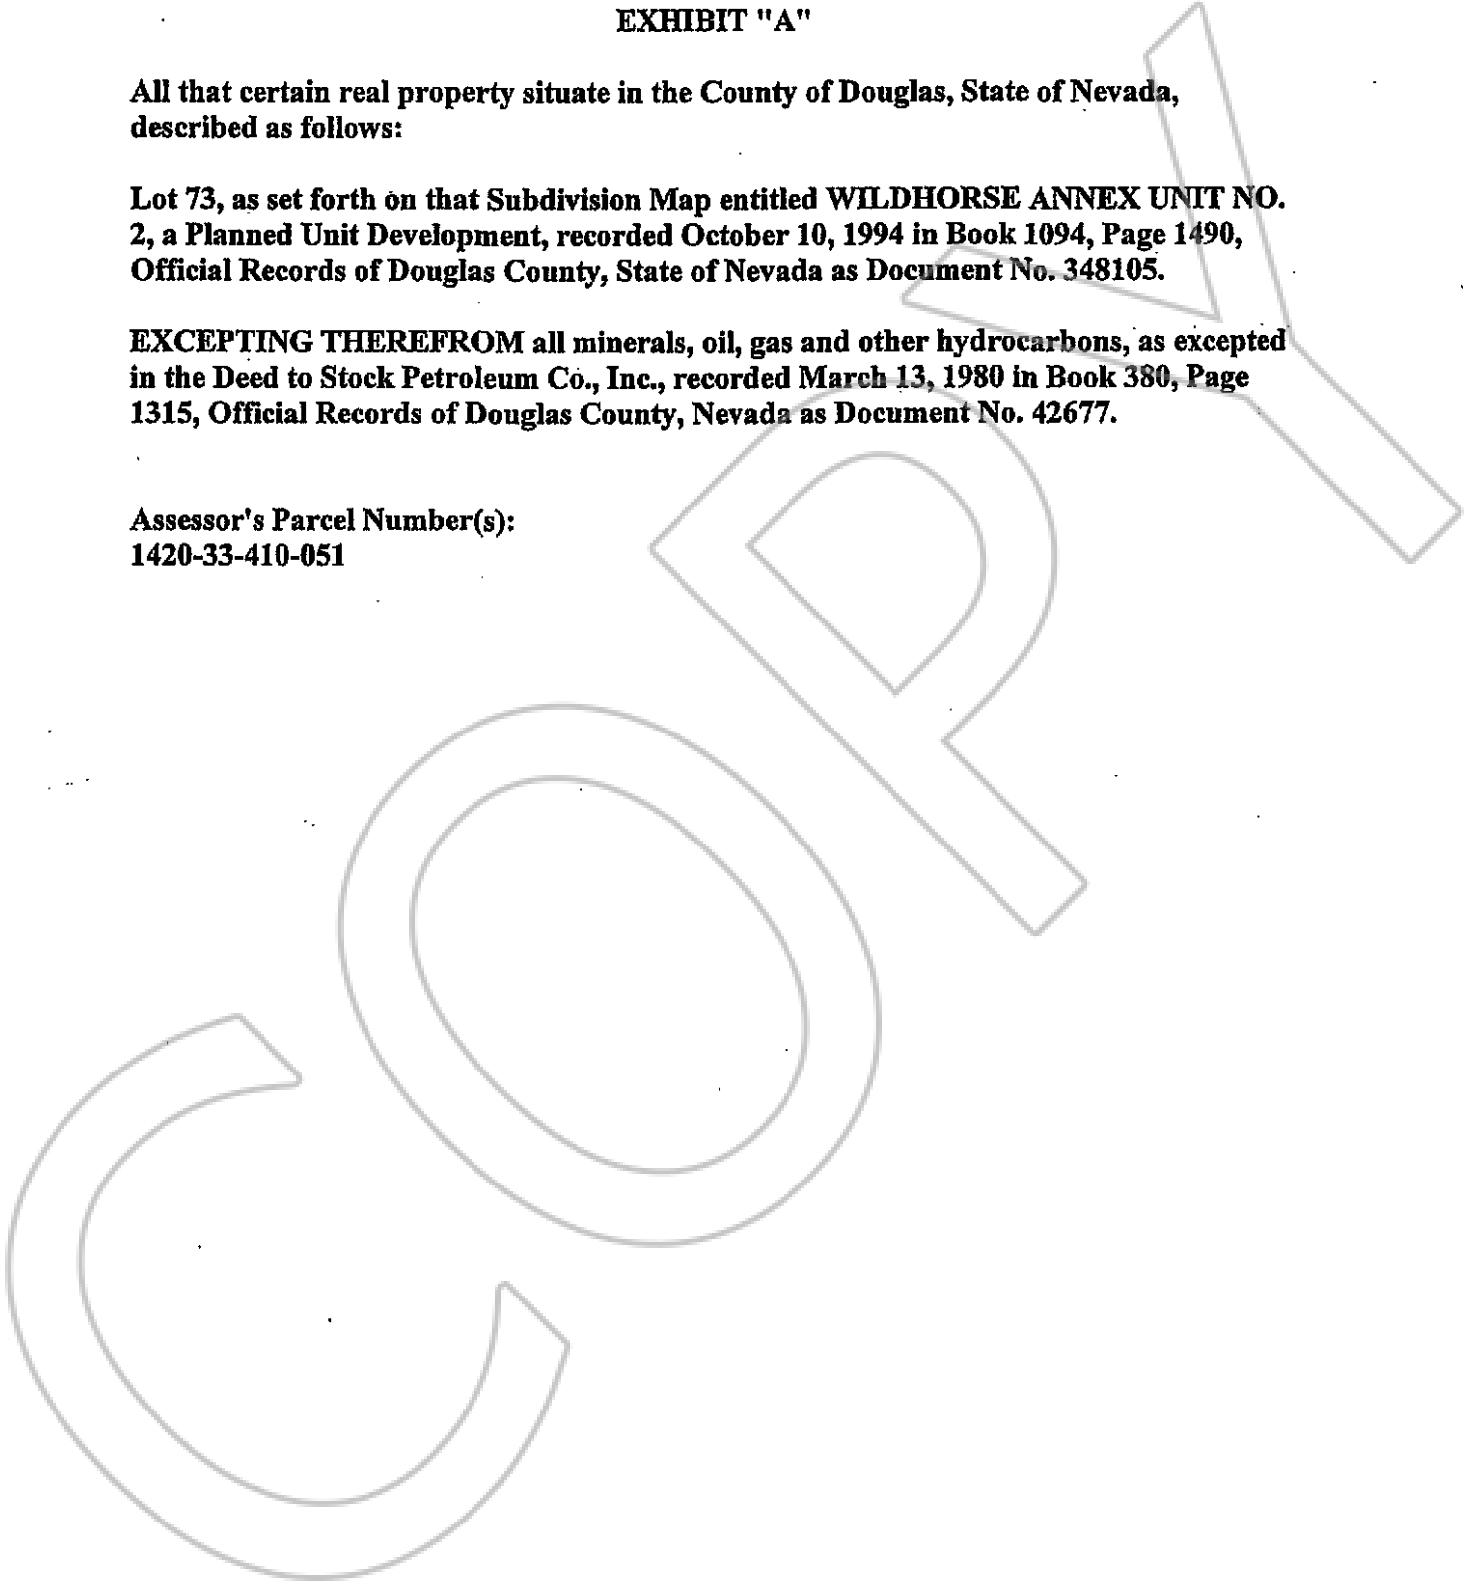 EXHIBIT "A"
All that certain real property situate in the County of Douglas, State of Nevada,
described as follows:
Lot 73, as set forth on that Subdivision Map entitled WILDHORSE ANNEX UNIT NO.
2, a Planned Unit Development, recorded October 10, 1994 in Book 1094, Page 1490,
Official Records of Douglas County, State of Nevada as Document No. 348105.
EXCEPTING THEREFROM all minerals, oil, gas and other hydrocarbons, as excepted
in the Deed to Stock Petroleum Co., Inc., recorded March 13, 1980 in Book 380, Page
1315, Official Records of Douglas County, Nevada as Document No. 42677.
Assessor's Parcel Number(s):
1420-33-410-051
COPY